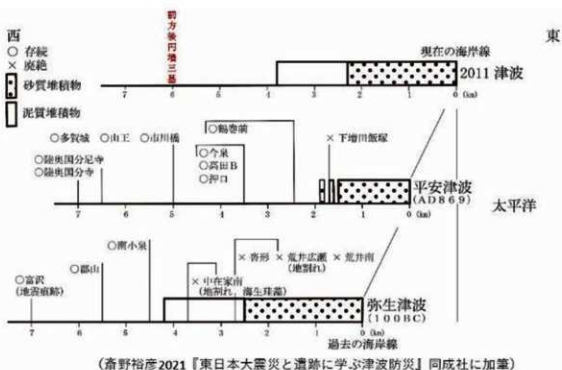 西
東
○ 存続
× 廃絶
砂質堆積物
泥質堆積物
前方後円墳三基
現在の海岸線
2011 津波
7 6 5 4 3 2 1 0 (km)
○鶴巻前
○多賀城 ○山王 ○市川橋
× 下増田飯塚
○今泉
○高田B
○押口
○陸奥国分尼寺
○陸奥国分寺
平安津波
(AD869)
太平洋
7 6 5 4 3 2 1 0 (km)
○南小泉
× 沓形 × 荒井広瀬 × 荒井南
(地割れ)
○郡山
○富沢
(地震痕跡)
× 中在家南
(地割れ、海生珪藻)
弥生津波
(100BC)
7 6 5 4 3 2 1 0 (km)
過去の海岸線
(斎野裕彦2021『東日本大震災と遺跡に学ぶ津波防災』同成社に加筆)